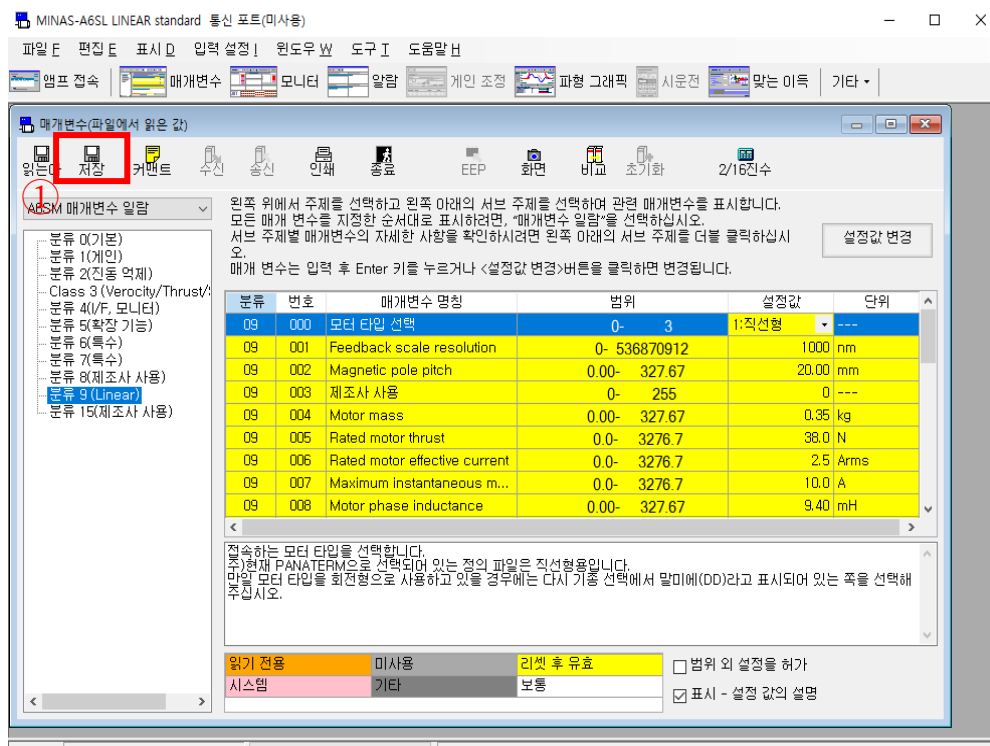 MINAS-A6SL LINEAR standard 통신 포트(미사용)
파일 F 편집 E 표시 D 입력 설정 I 윈도우 W 도구 T 도움말 H
앰프 접속 매개변수 모니터 알람 게인 조정 파형 그래픽 시운전 맞는 이득 기타
매개변수(파일에서 읽은 값)
읽는다 저장 커맨트 수신 송신 인쇄 종료 EEP 화면 비교 초기화 2/16진수
①
A6SM 매개변수 일람
왼쪽 위에서 주제를 선택하고 왼쪽 아래의 서브 주제를 선택하여 관련 매개변수를 표시합니다.
모든 매개 변수를 지정한 순서대로 표시하려면, "매개변수 일람"을 선택하십시오.
서브 주제별 매개변수의 자세한 사항을 확인하시려면 왼쪽 아래의 서브 주제를 더블 클릭하십시
오.
매개 변수는 입력 후 Enter 키를 누르거나 <설정값 변경>버튼을 클릭하면 변경됩니다.
설정값 변경
분류 0(기본)
분류 1(게인)
분류 2(진동 억제)
Class 3 (Verocity/Thrust/
분류 4(I/F, 모니터)
분류 5(확장 기능)
분류 6(특수)
분류 7(특수)
분류 8(제조사 사용)
분류 9 (Linear)
분류 15(제조사 사용)
분류 번호 매개변수 명칭 범위 설정값 단위
09 000 모터 타입 선택 0- 3 1:직선형 ---
09 001 Feedback scale resolution 0- 536870912 1000 nm
09 002 Magnetic pole pitch 0.00- 327.67 20.00 mm
09 003 제조사 사용 0- 255 0 ---
09 004 Motor mass 0.00- 327.67 0.35 kg
09 005 Rated motor thrust 0.0- 3276.7 38.0 N
09 006 Rated motor effective current 0.0- 3276.7 2.5 Arms
09 007 Maximum instantaneous m... 0.0- 3276.7 10.0 A
09 008 Motor phase inductance 0.00- 327.67 9.40 mH
접속하는 모터 타입을 선택합니다.
주)현재 PANATERM으로 선택되어 있는 정의 파일은 직선형용입니다.
만일 모터 타입을 회전형으로 사용하고 있을 경우에는 다시 기종 선택에서 말미에(DD)라고 표시되어 있는 쪽을 선택해
주십시오.
읽기 전용 미사용 리셋 후 유효
시스템 기타 보통
범위 외 설정을 허가
표시 - 설정 값의 설명